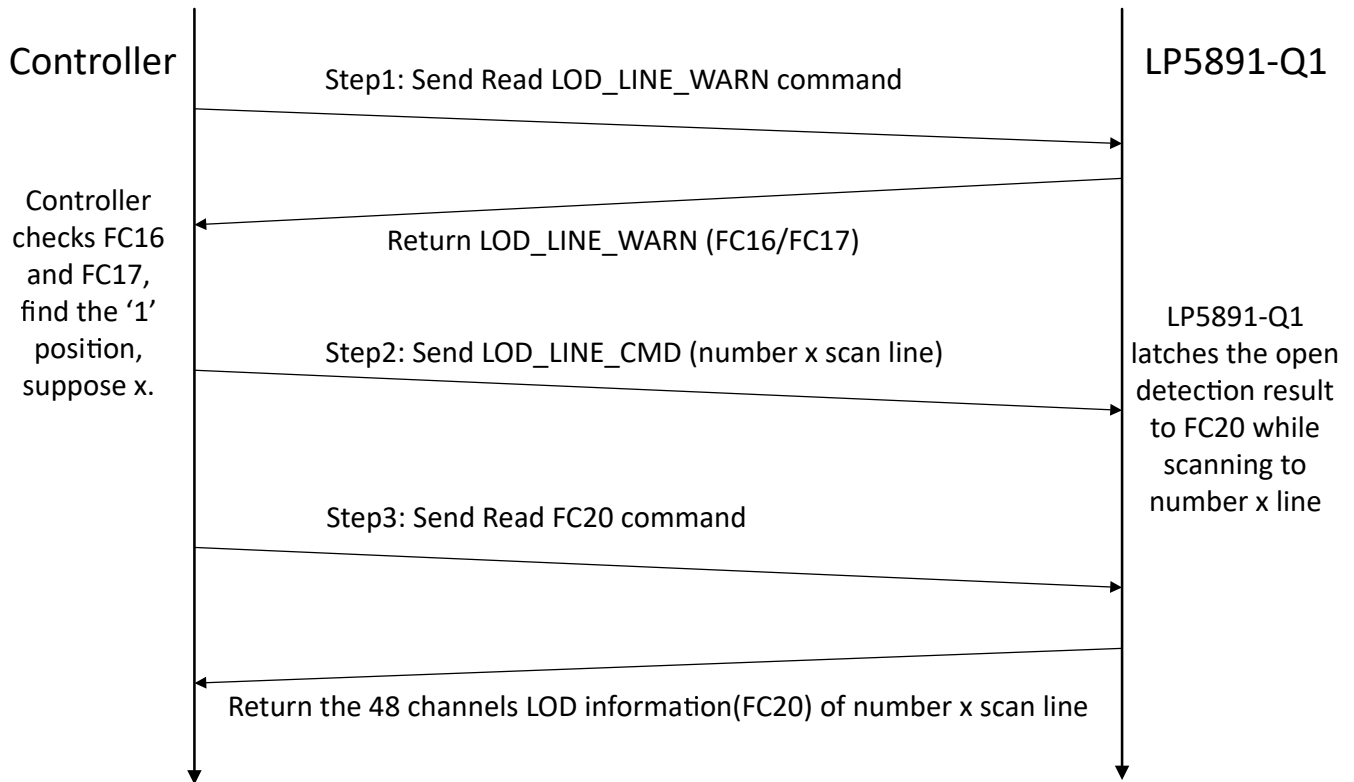 Controller
LP5891-Q1
Step1: Send Read LOD_LINE_WARN command
Return LOD_LINE_WARN (FC16/FC17)
Controller
checks FC16
and FC17,
find the ‘1’
position,
suppose x.
Step2: Send LOD_LINE_CMD (number x scan line)
LP5891-Q1
latches the open
detection result
to FC20 while
scanning to
number x line
Step3: Send Read FC20 command
Return the 48 channels LOD information(FC20) of number x scan line